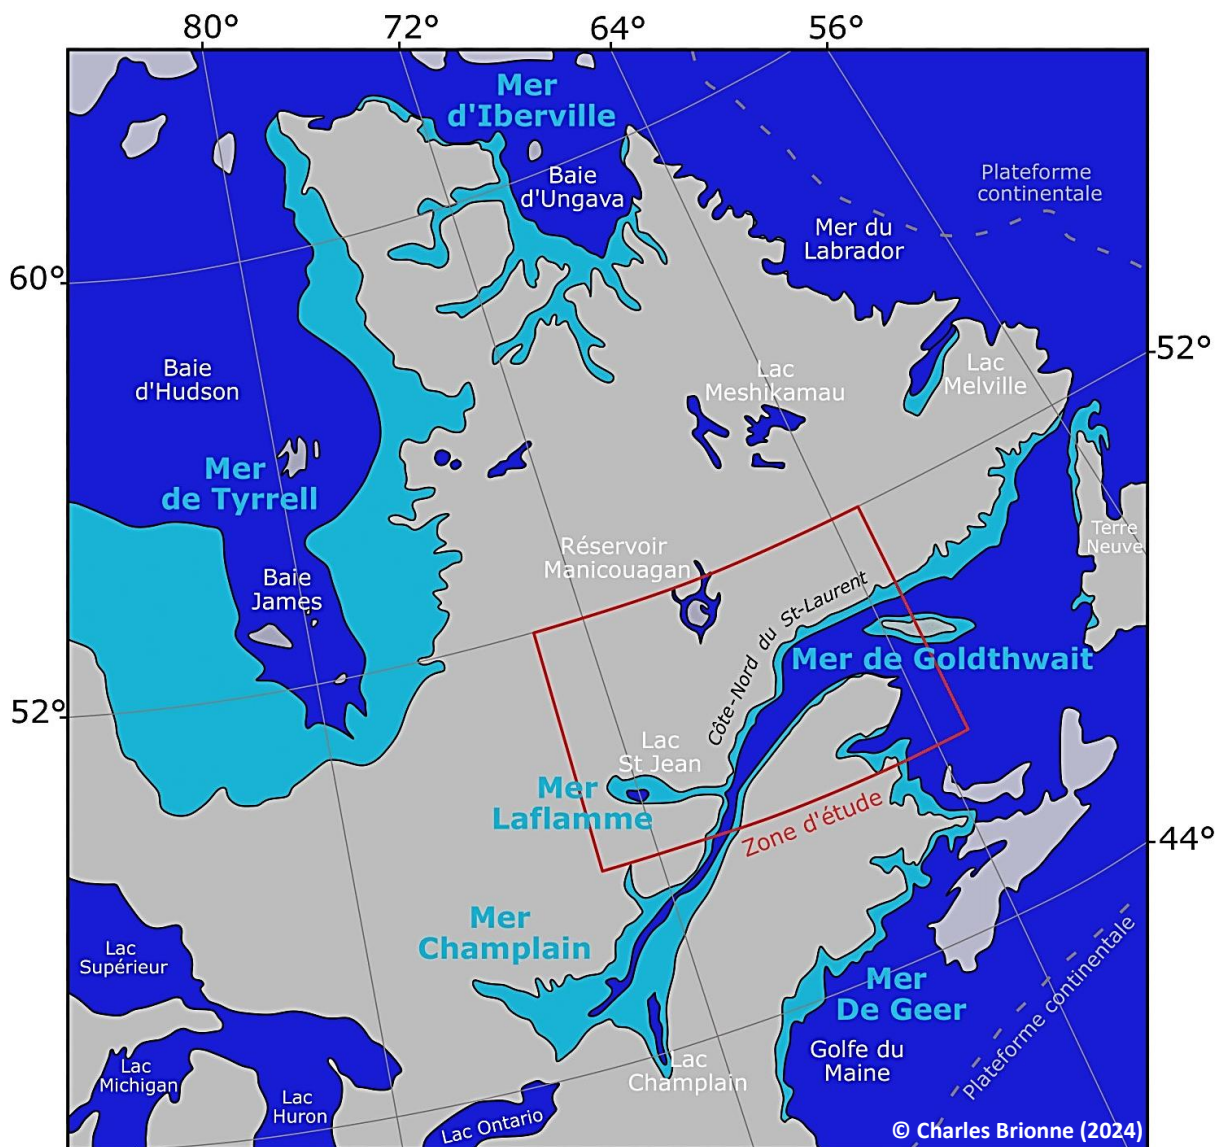 80°
72°
64°
56°
Mer
d'Iberville
Baie
d'Ungava
Plateforme
continentale
Mer du
Labrador
60°
52°
Baie
d'Hudson
Lac
Meshikamau
Lac
Melville
Mer
de Tyrrell
Terre
Neuve
Réservoir
Manicouagan
Baie
James
Côte-Nord du St-Laurent
Mer de Goldthwait
52°
Lac
St Jean
Mer
Laflamme
Zone d'étude
44°
Mer
Champlain
Lac
Supérieur
Mer
De Geer
Plateforme continentale
Golfe du
Maine
Lac
Michigan
Lac
Champlain
Lac
Huron
Lac Ontario
© Charles Brionne (2024)